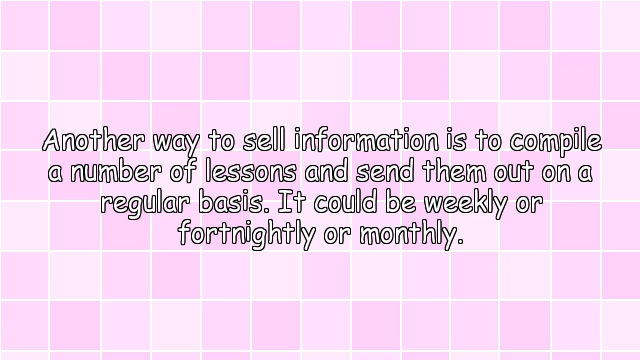 Another way to sell information is to compile
a number of lessons and send them out on a
regular basis. It could be weekly or
fortnightly or monthly.